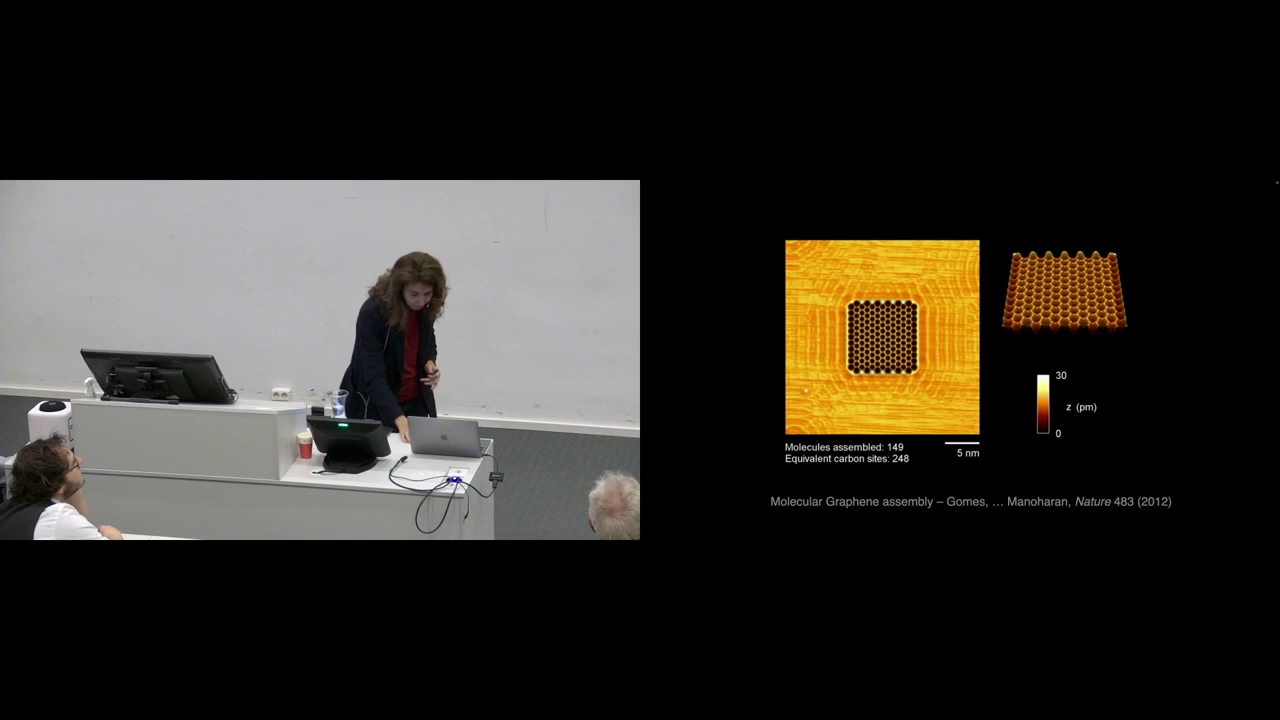 30
z (pm)
0
Molecules assembled: 149
Equivalent carbon sites: 248
5 nm
Molecular Graphene assembly – Gomes, … Manoharan, Nature 483 (2012)